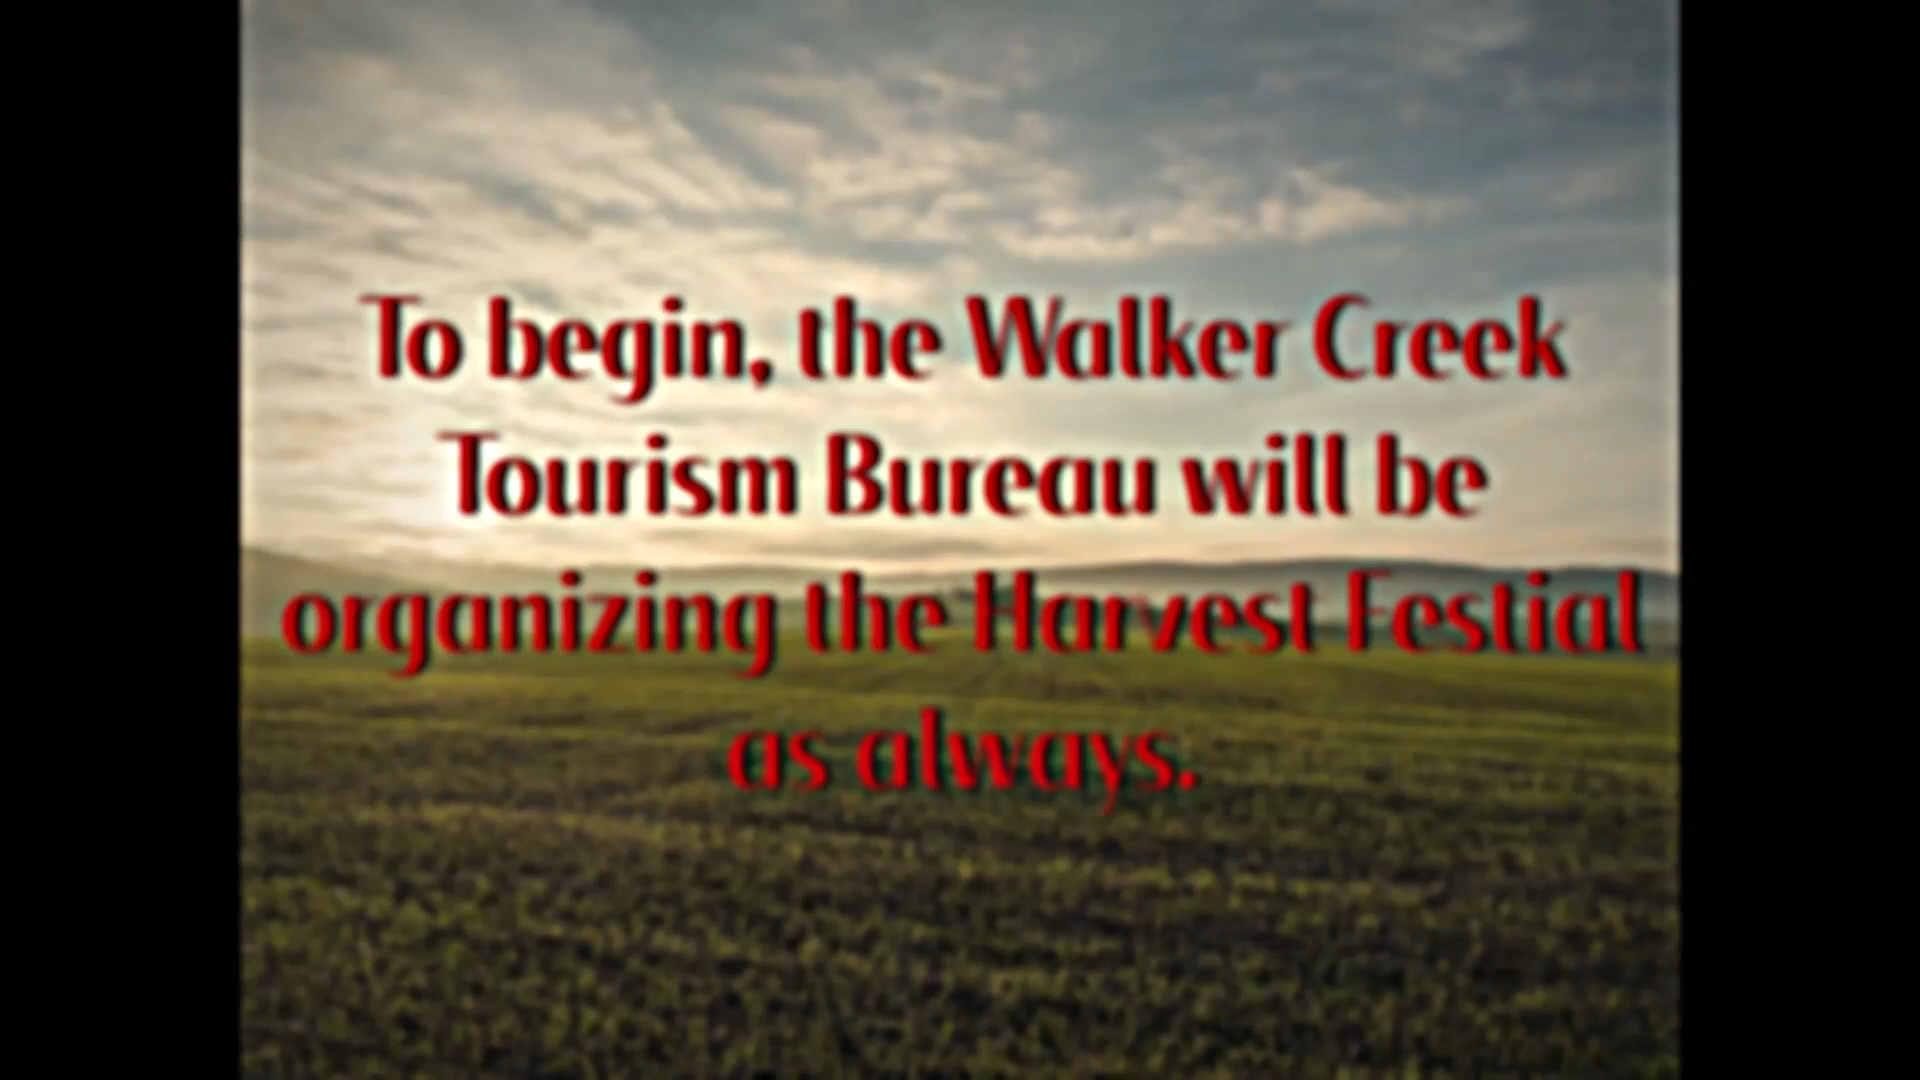 To begin, the Walker Creek
Tourism Bureau will be
organizing the Harvest Festial
as always.